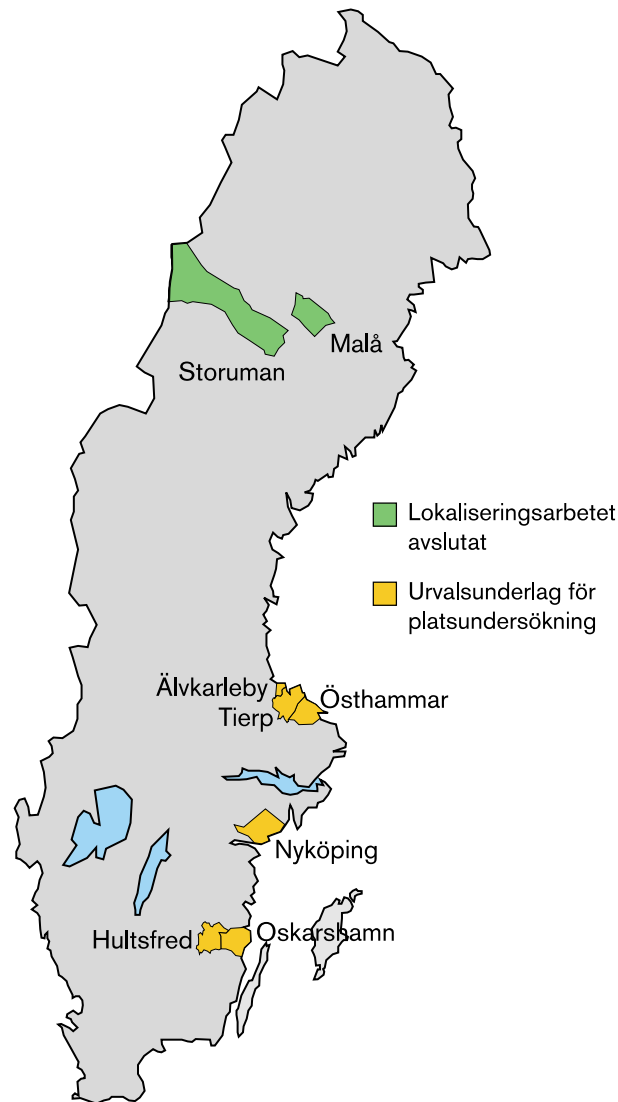 Malå
Storuman
Lokaliseringsarbetet
avslutat
Urvalsunderlag för
platsundersökning
Älvkarleby
Östhammar
Tierp
Nyköping
Hultsfred
Oskarshamn